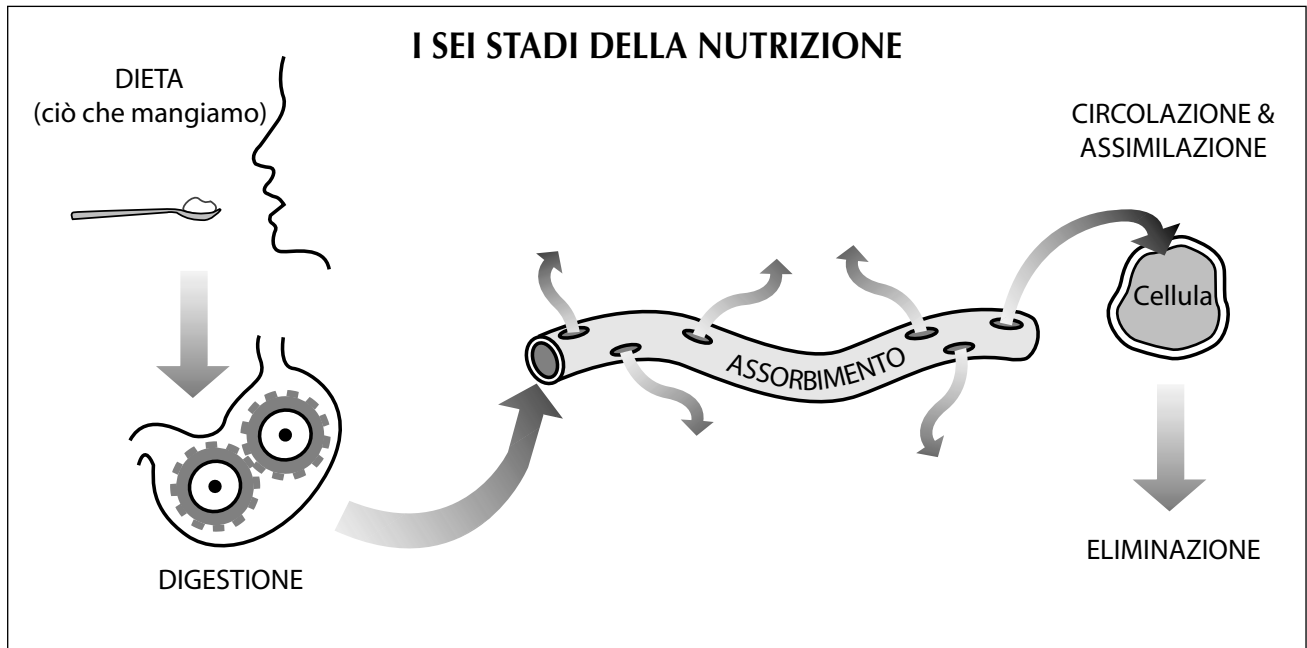 I SEI STADI DELLA NUTRIZIONE
DIETA
(ciò che mangiamo)
DIGESTIONE
ASSORBIMENTO
CIRCOLAZIONE &
ASSIMILAZIONE
Cellula
ELIMINAZIONE